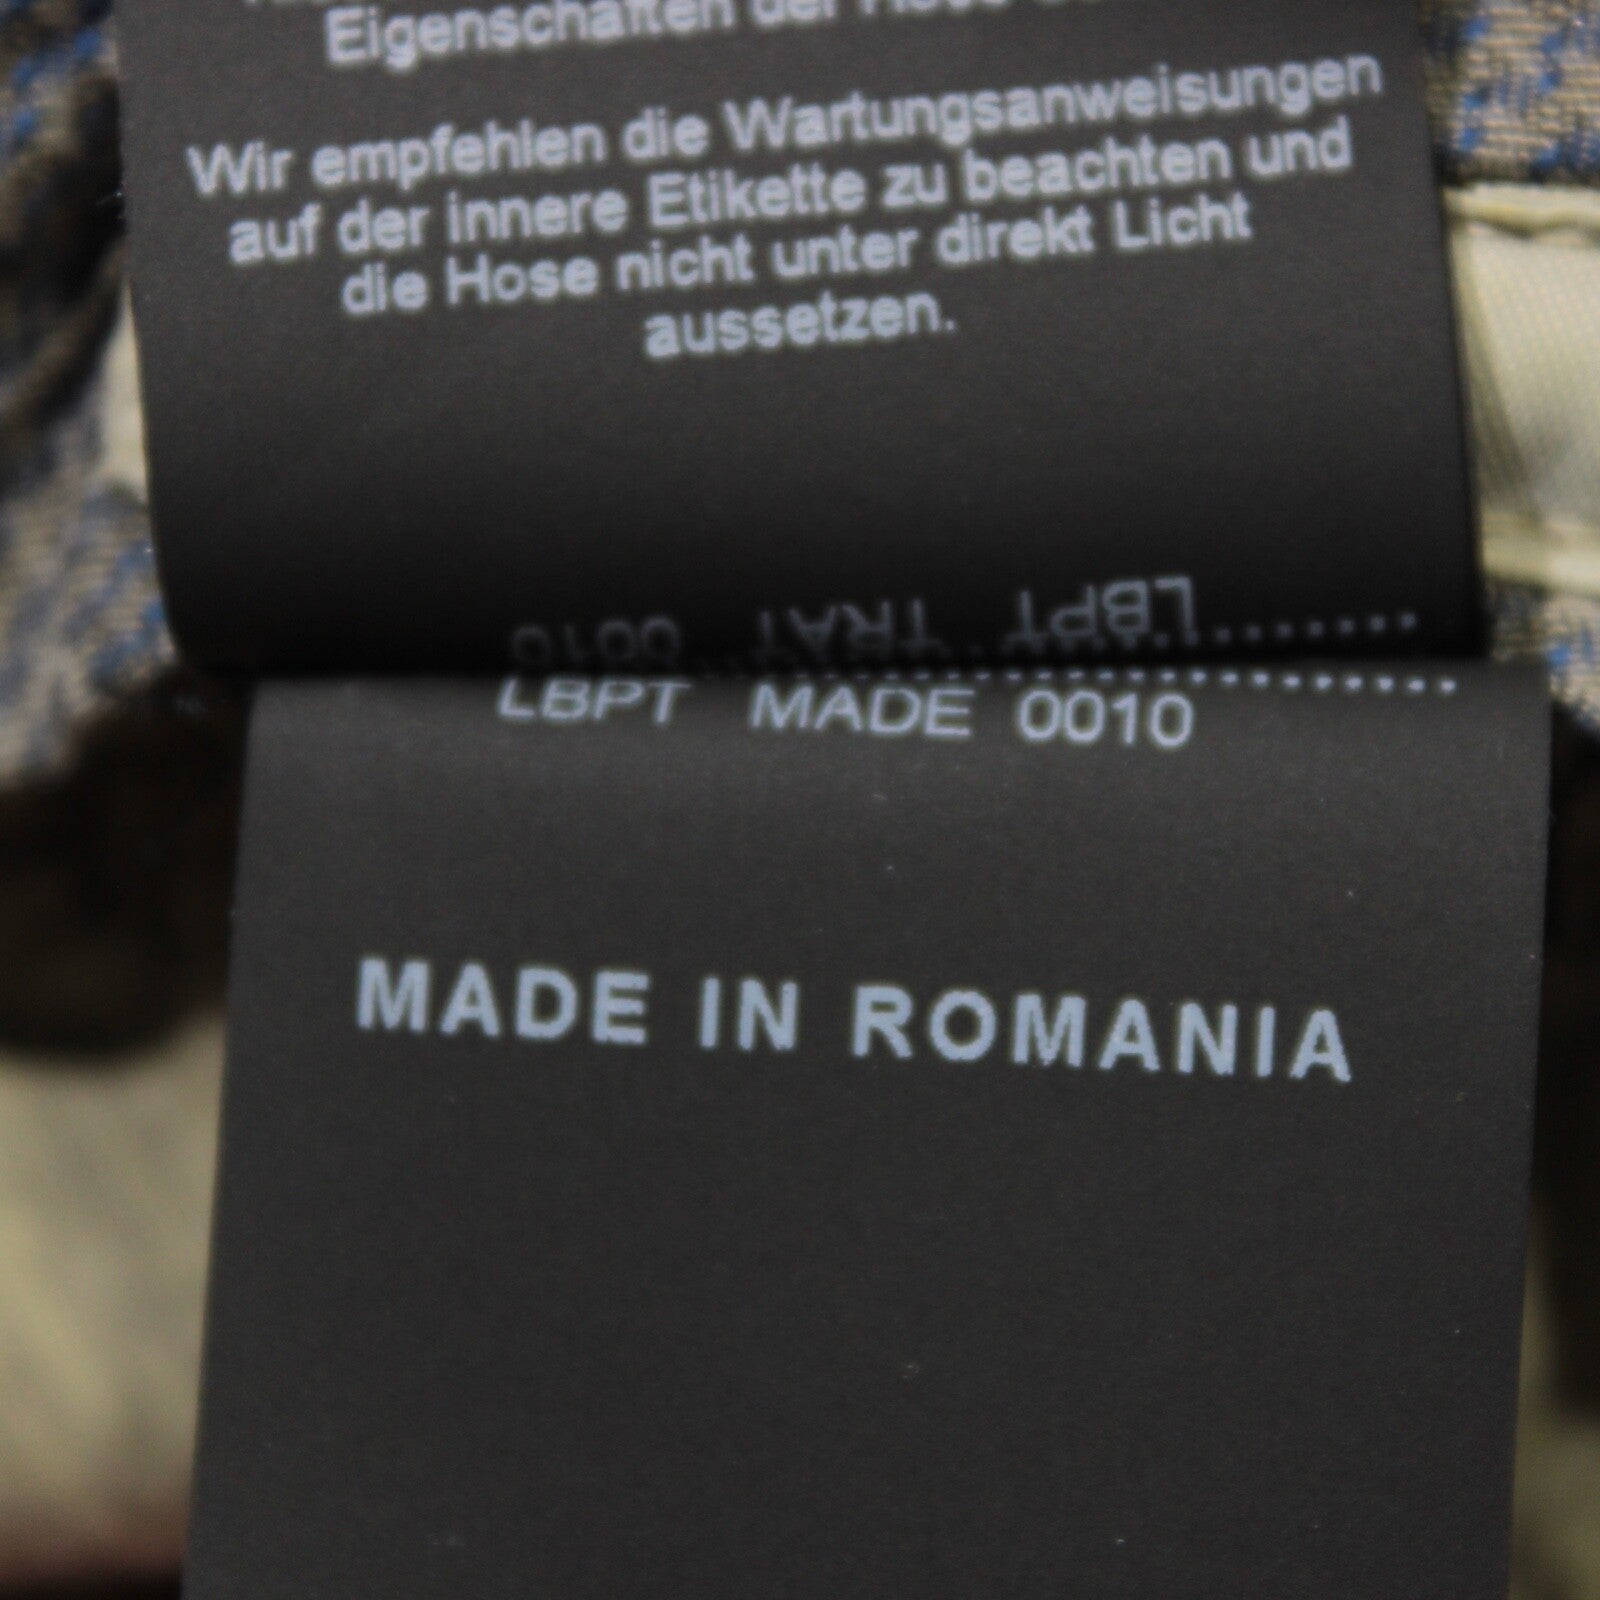 Eigenschaften der Hose
Wir empfehlen die Wartungsanweisungen
auf der innere Etikette zu beachten und
die Hose nicht unter direkt Licht
aussetzen.
LBPT TRAT 0010
LBPT MADE 0010
MADE IN ROMANIA